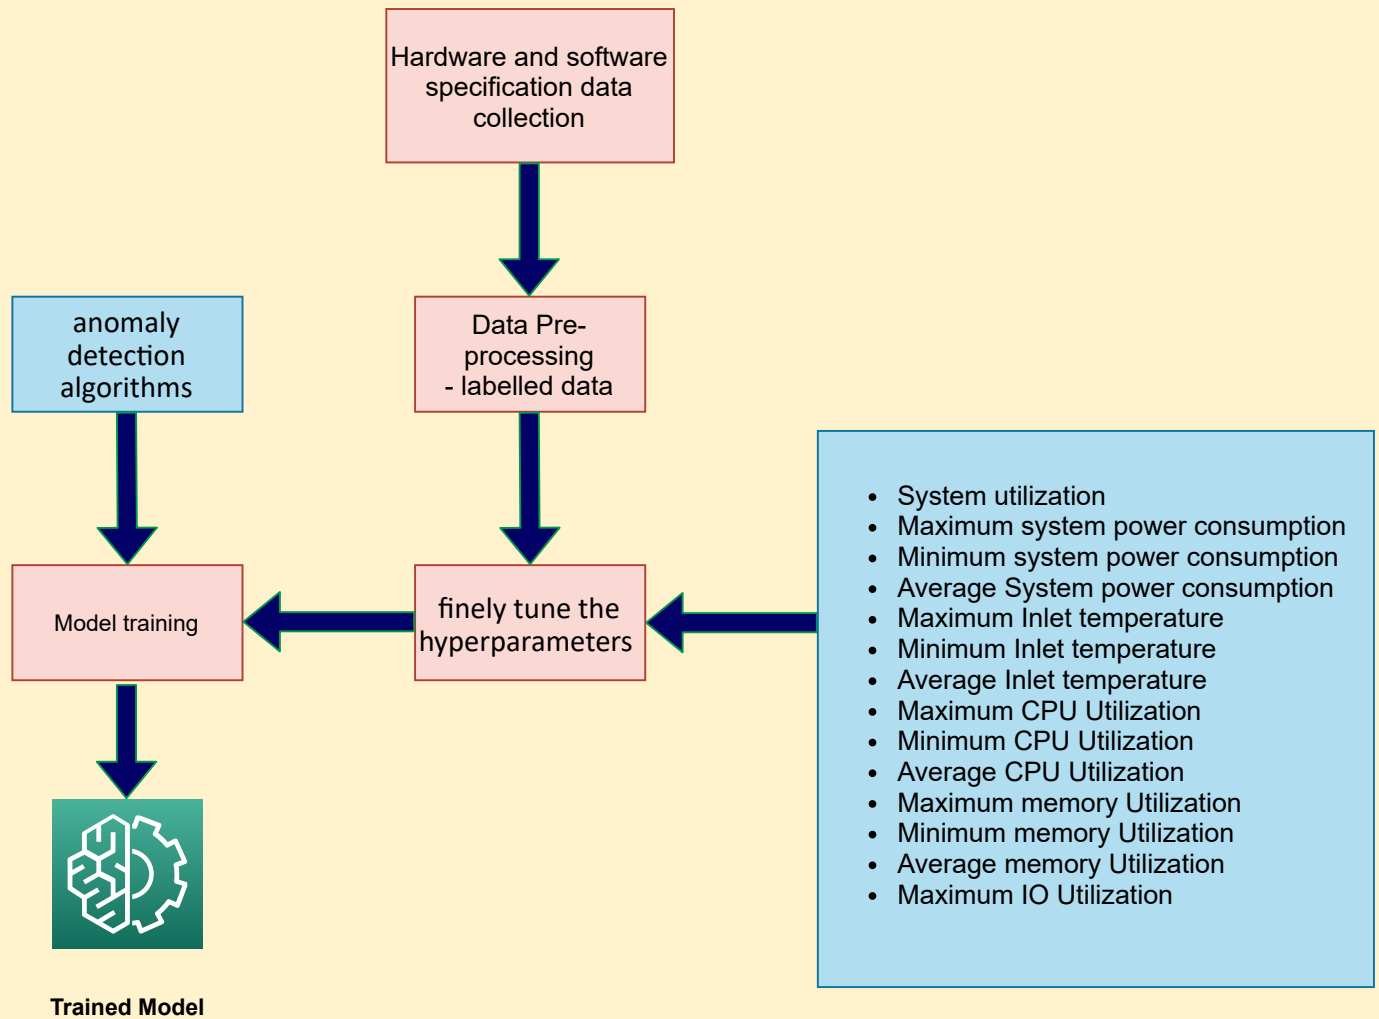 Hardware and software
specification data
collection
anomaly
detection
algorithms
Data Pre-
processing
- labelled data
• System utilization
• Maximum system power consumption
• Minimum system power consumption
• Average System power consumption
• Maximum Inlet temperature
• Minimum Inlet temperature
• Average Inlet temperature
• Maximum CPU Utilization
• Minimum CPU Utilization
• Average CPU Utilization
• Maximum memory Utilization
• Minimum memory Utilization
• Average memory Utilization
• Maximum IO Utilization
Model training
finely tune the
hyperparameters
Trained Model